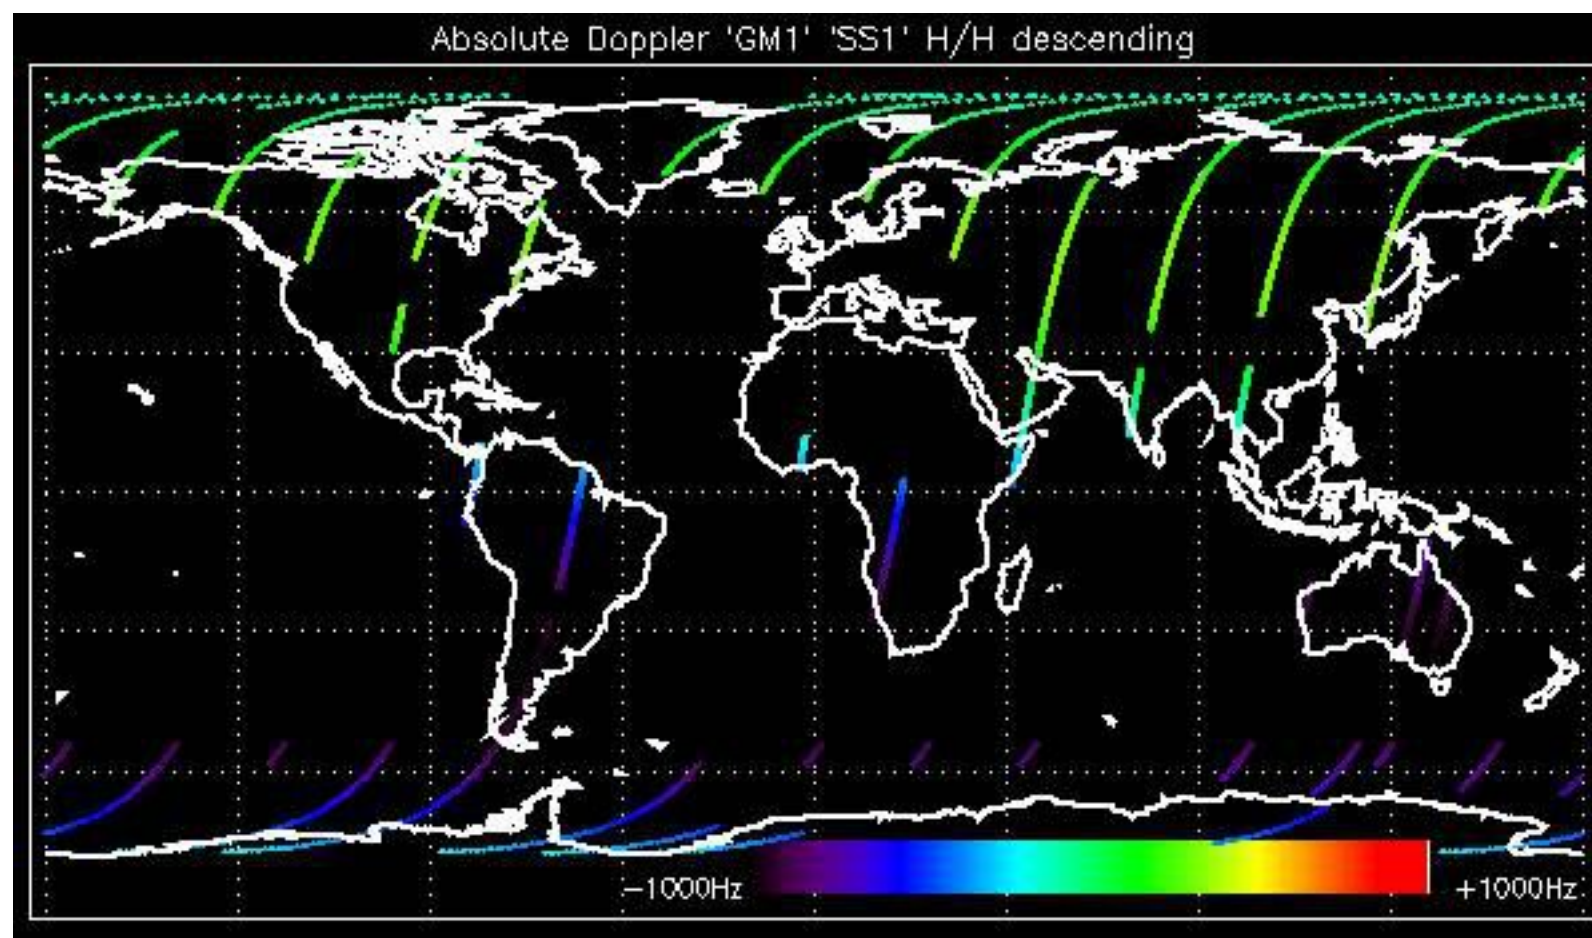 Absolute Doppler 'GM1' 'SS1' H/H descending
−1000Hz +1000Hz